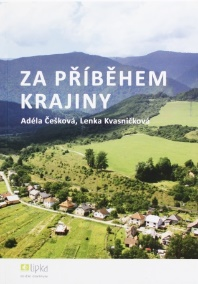 ZA PŘÍBĚHEM
KRAJINY
Adéla Češková, Lenka Kvasničková
lipka